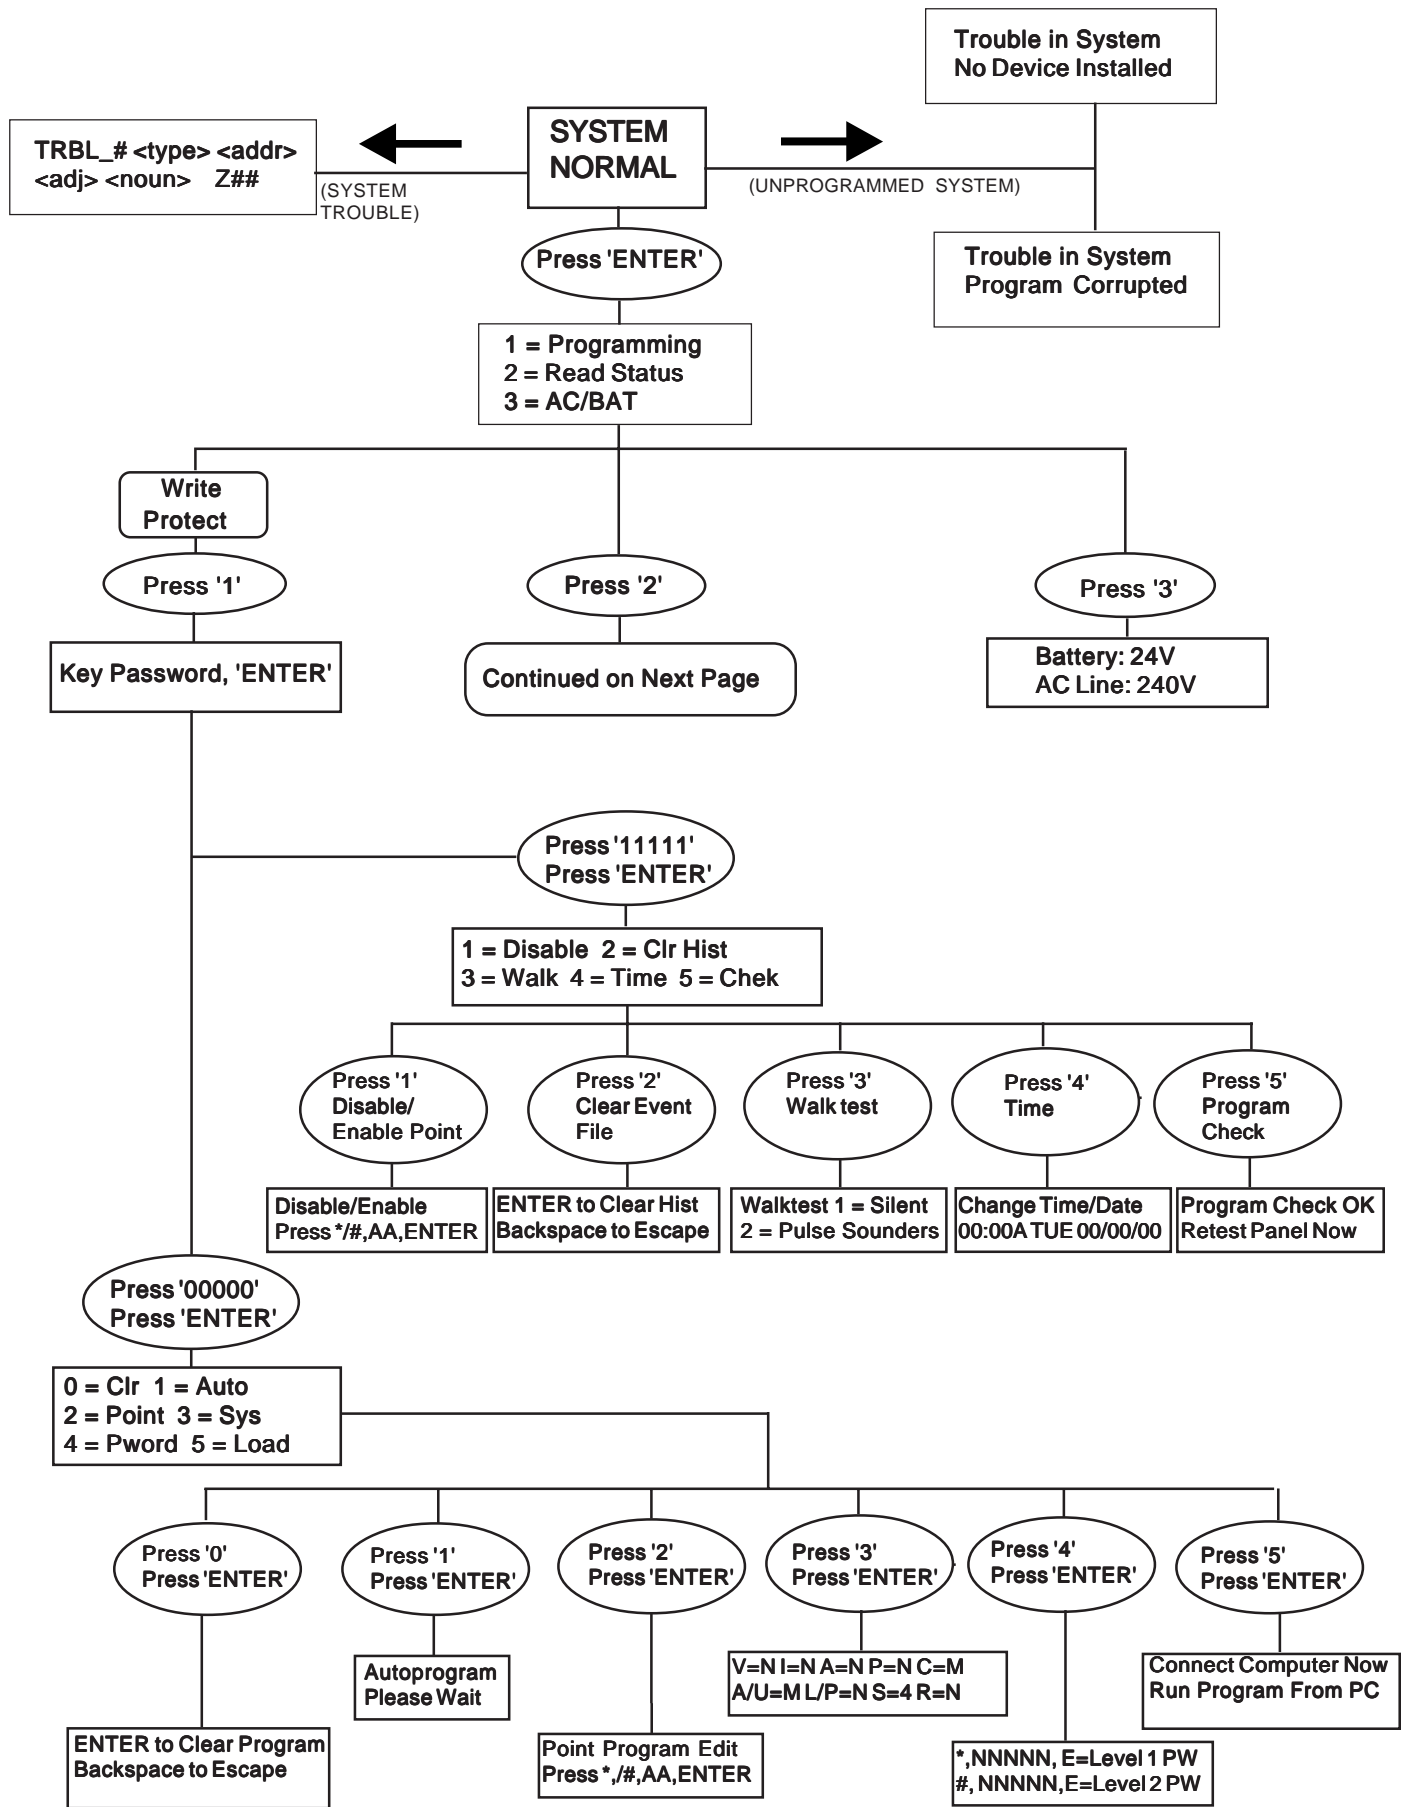 Trouble in System
No Device Installed
SYSTEM
NORMAL
TRBL_# <type> <addr>
<adj> <noun> Z##
(SYSTEM
TROUBLE)
(UNPROGRAMMED SYSTEM)
Press 'ENTER'
Trouble in System
Program Corrupted
1 = Programming
2 = Read Status
3 = AC/BAT
Write
Protect
Press '1'
Press '2'
Press '3'
Key Password, 'ENTER'
Continued on Next Page
Battery: 24V
AC Line: 240V
Press '11111'
Press 'ENTER'
1 = Disable 2 = Clr Hist
3 = Walk 4 = Time 5 = Chek
Press '1'
Disable/
Enable Point
Press '2'
Clear Event
File
Press '3'
Walk test
Press '4'
Time
Press '5'
Program
Check
Disable/Enable
Press */#,AA,ENTER
ENTER to Clear Hist
Backspace to Escape
Walktest 1 = Silent
2 = Pulse Sounders
Change Time/Date
00:00A TUE 00/00/00
Program Check OK
Retest Panel Now
Press '00000'
Press 'ENTER'
0 = Clr 1 = Auto
2 = Point 3 = Sys
4 = Pword 5 = Load
Press '0'
Press 'ENTER'
Press '1'
Press 'ENTER'
Press '2'
Press 'ENTER'
Press '3'
Press 'ENTER'
Press '4'
Press 'ENTER'
Press '5'
Press 'ENTER'
Autoprogram
Please Wait
V=N I=N A=N P=N C=M
A/U=M L/P=N S=4 R=N
Connect Computer Now
Run Program From PC
ENTER to Clear Program
Backspace to Escape
Point Program Edit
Press *,/#,AA,ENTER
*,NNNNN, E=Level 1 PW
#, NNNNN,E=Level 2 PW